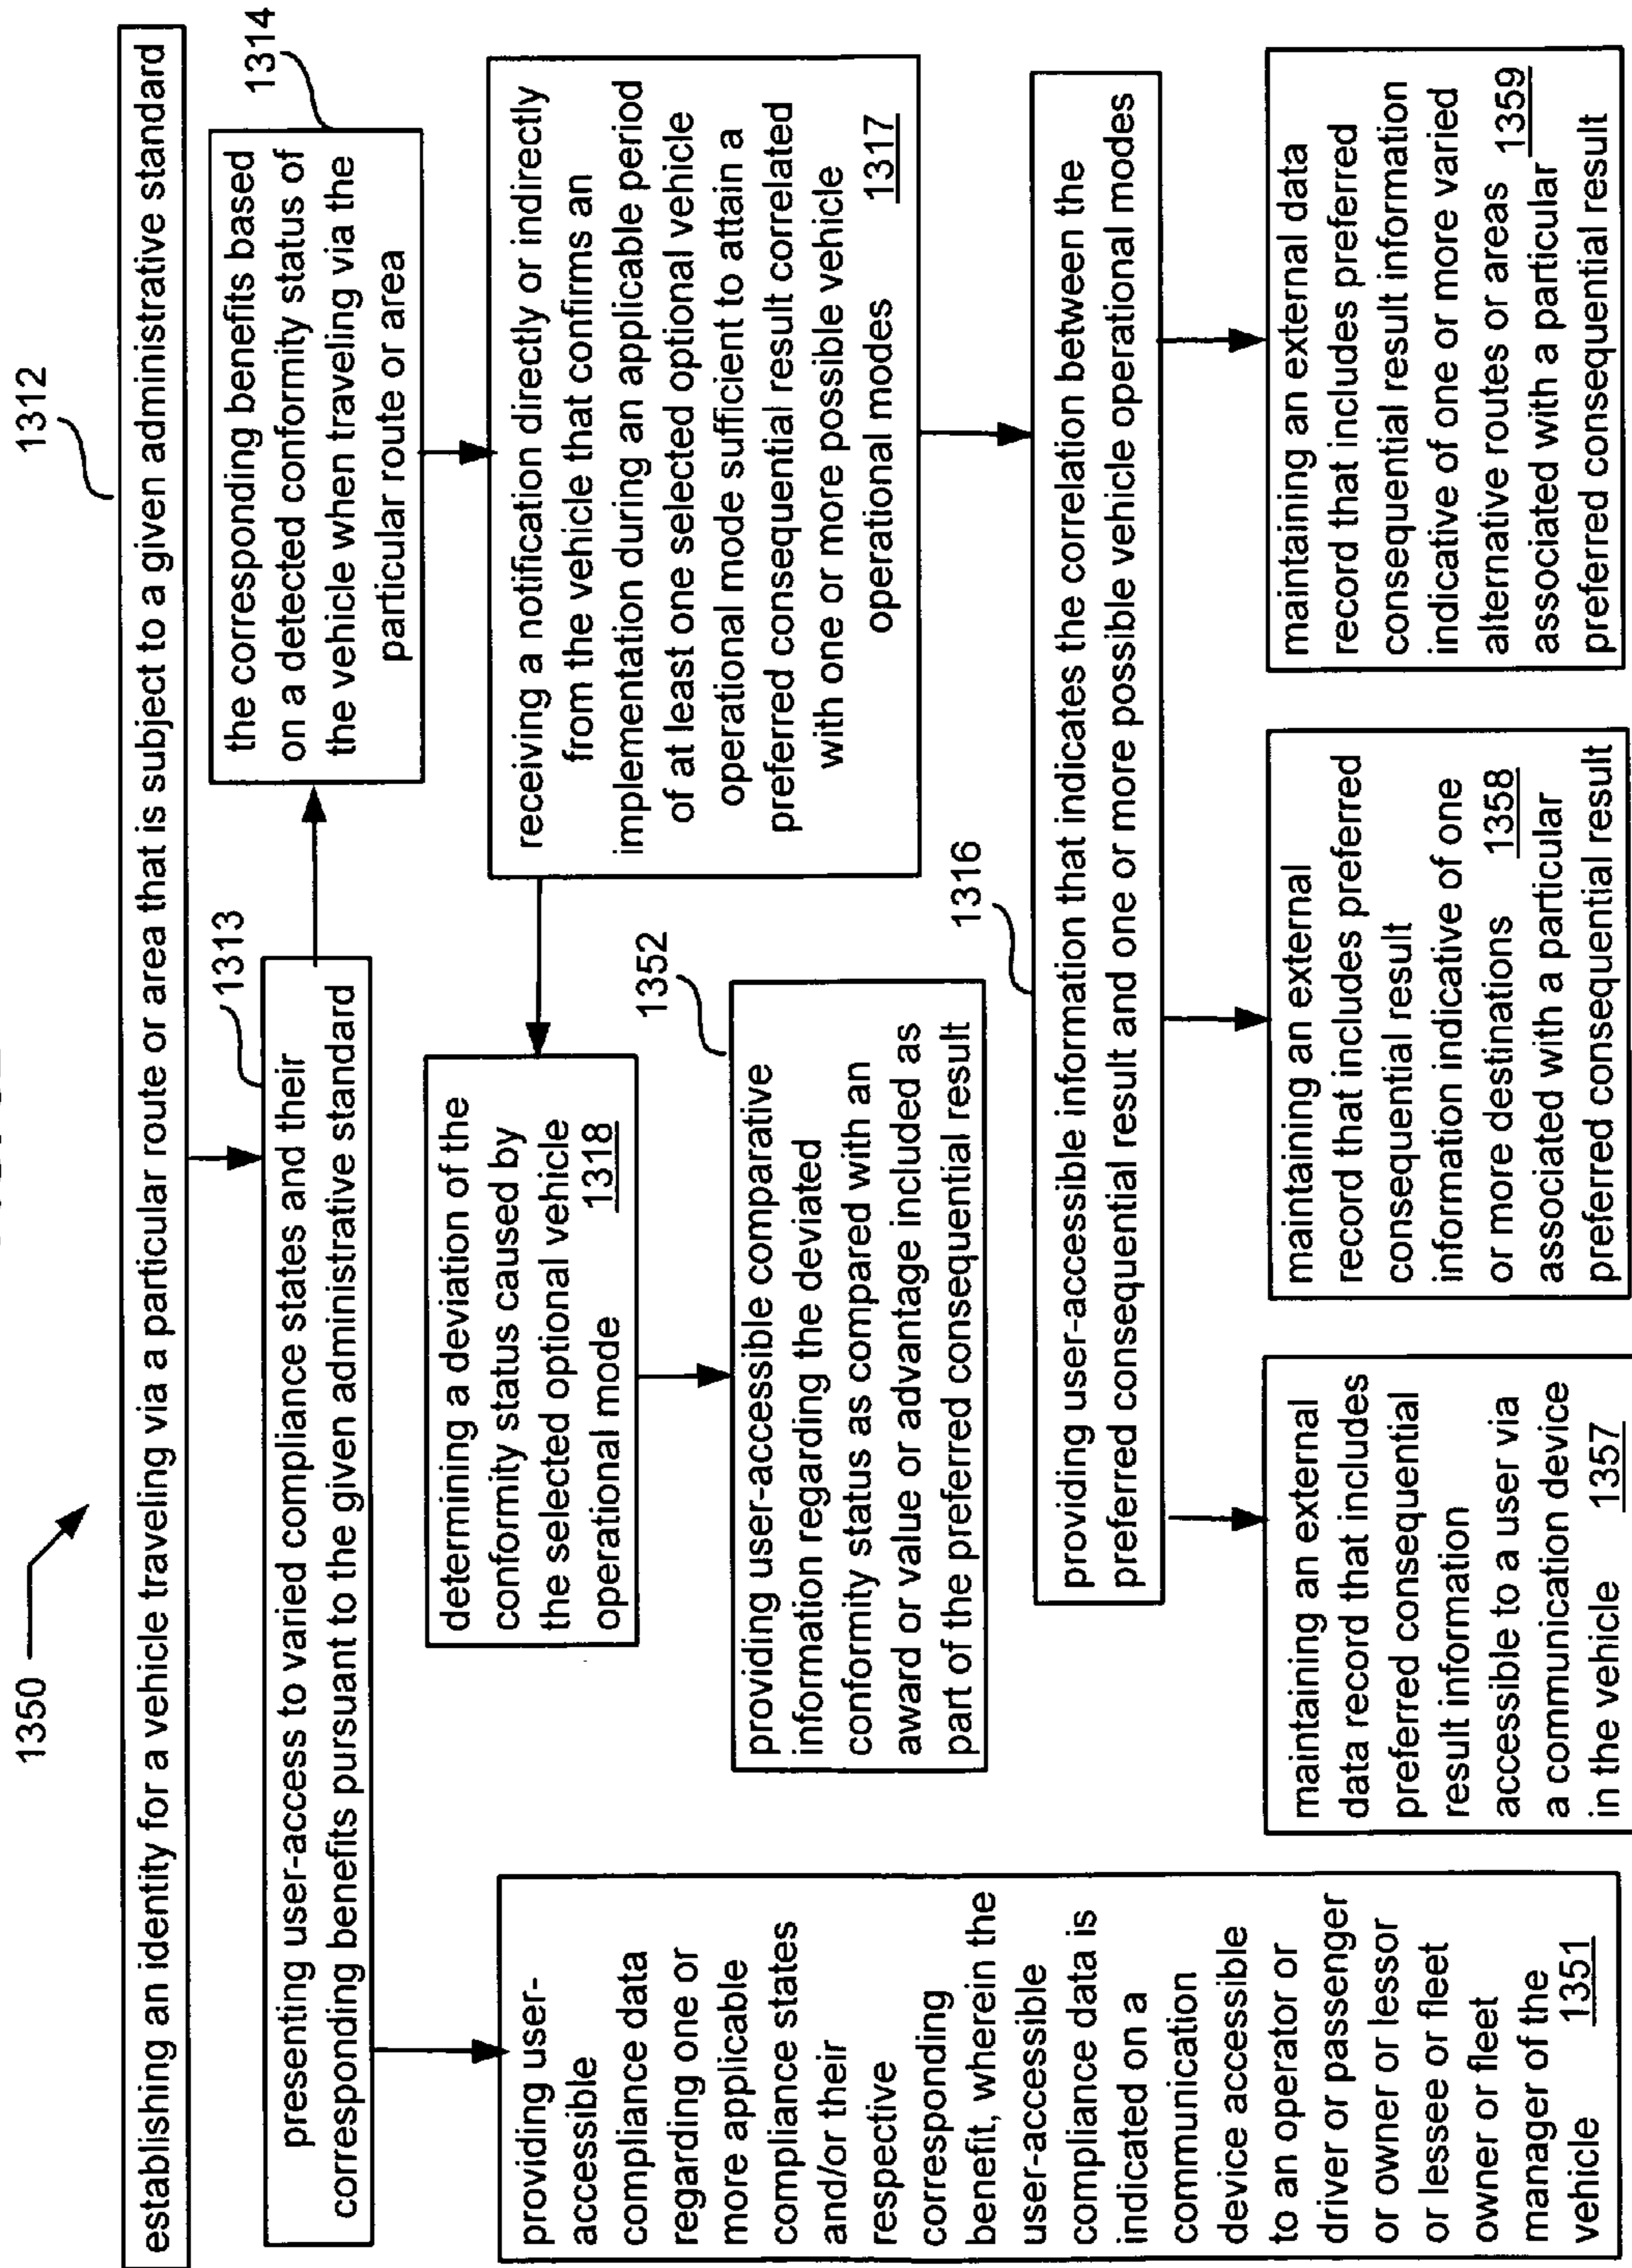 1350
1312
establishing an identity for a vehicle traveling via a particular route or area that is subject to a given administrative standard
1313
presenting user-access to varied compliance states and their
corresponding benefits pursuant to the given administrative standard
1314
the corresponding benefits based
on a detected conformity status of
the vehicle when traveling via the
particular route or area
receiving a notification directly or indirectly
from the vehicle that confirms an
implementation during an applicable period
of at least one selected optional vehicle
operational mode sufficient to attain a
preferred consequential result correlated
with one or more possible vehicle
operational modes 1317
determining a deviation of the
conformity status caused by
the selected optional vehicle
operational mode 1318
1352
providing user-accessible comparative
information regarding the deviated
conformity status as compared with an
award or value or advantage included as
part of the preferred consequential result
1316
providing user-accessible information that indicates the correlation between the
preferred consequential result and one or more possible vehicle operational modes
providing user-
accessible
compliance data
regarding one or
more applicable
compliance states
and/or their
respective
corresponding
benefit, wherein the
user-accessible
compliance data is
indicated on a
communication
device accessible
to an operator or
driver or passenger
or owner or lessor
or lessee or fleet
owner or fleet
manager of the
vehicle 1351
maintaining an external
data record that includes
preferred consequential
result information
accessible to a user via
a communication device
in the vehicle 1357
maintaining an external
record that includes preferred
consequential result
information indicative of one
or more destinations 1358
associated with a particular
preferred consequential result
maintaining an external data
record that includes preferred
consequential result information
indicative of one or more varied
alternative routes or areas 1359
associated with a particular
preferred consequential result